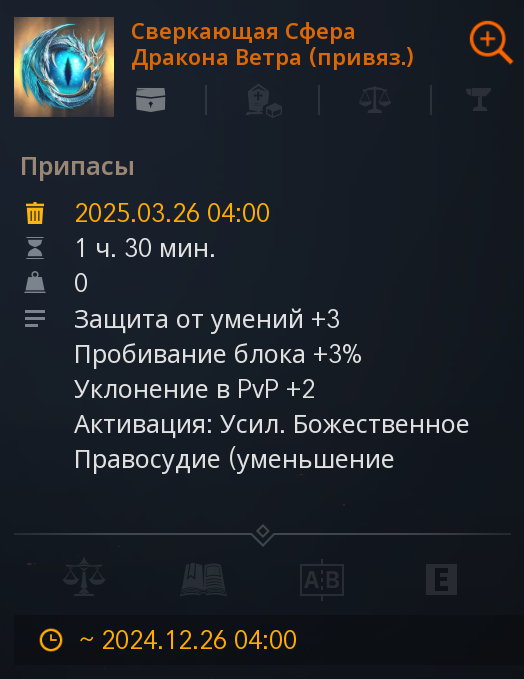 Сверкающая Сфера
Дракона Ветра (привяз.)
Припасы
2025.03.26 04:00
1 ч. 30 мин.
0
Защита от умений +3
Пробивание блока +3%
Уклонение в PvP +2
Активация: Усил. Божественное
Правосудие (уменьшение
A B
E
~ 2024.12.26 04:00